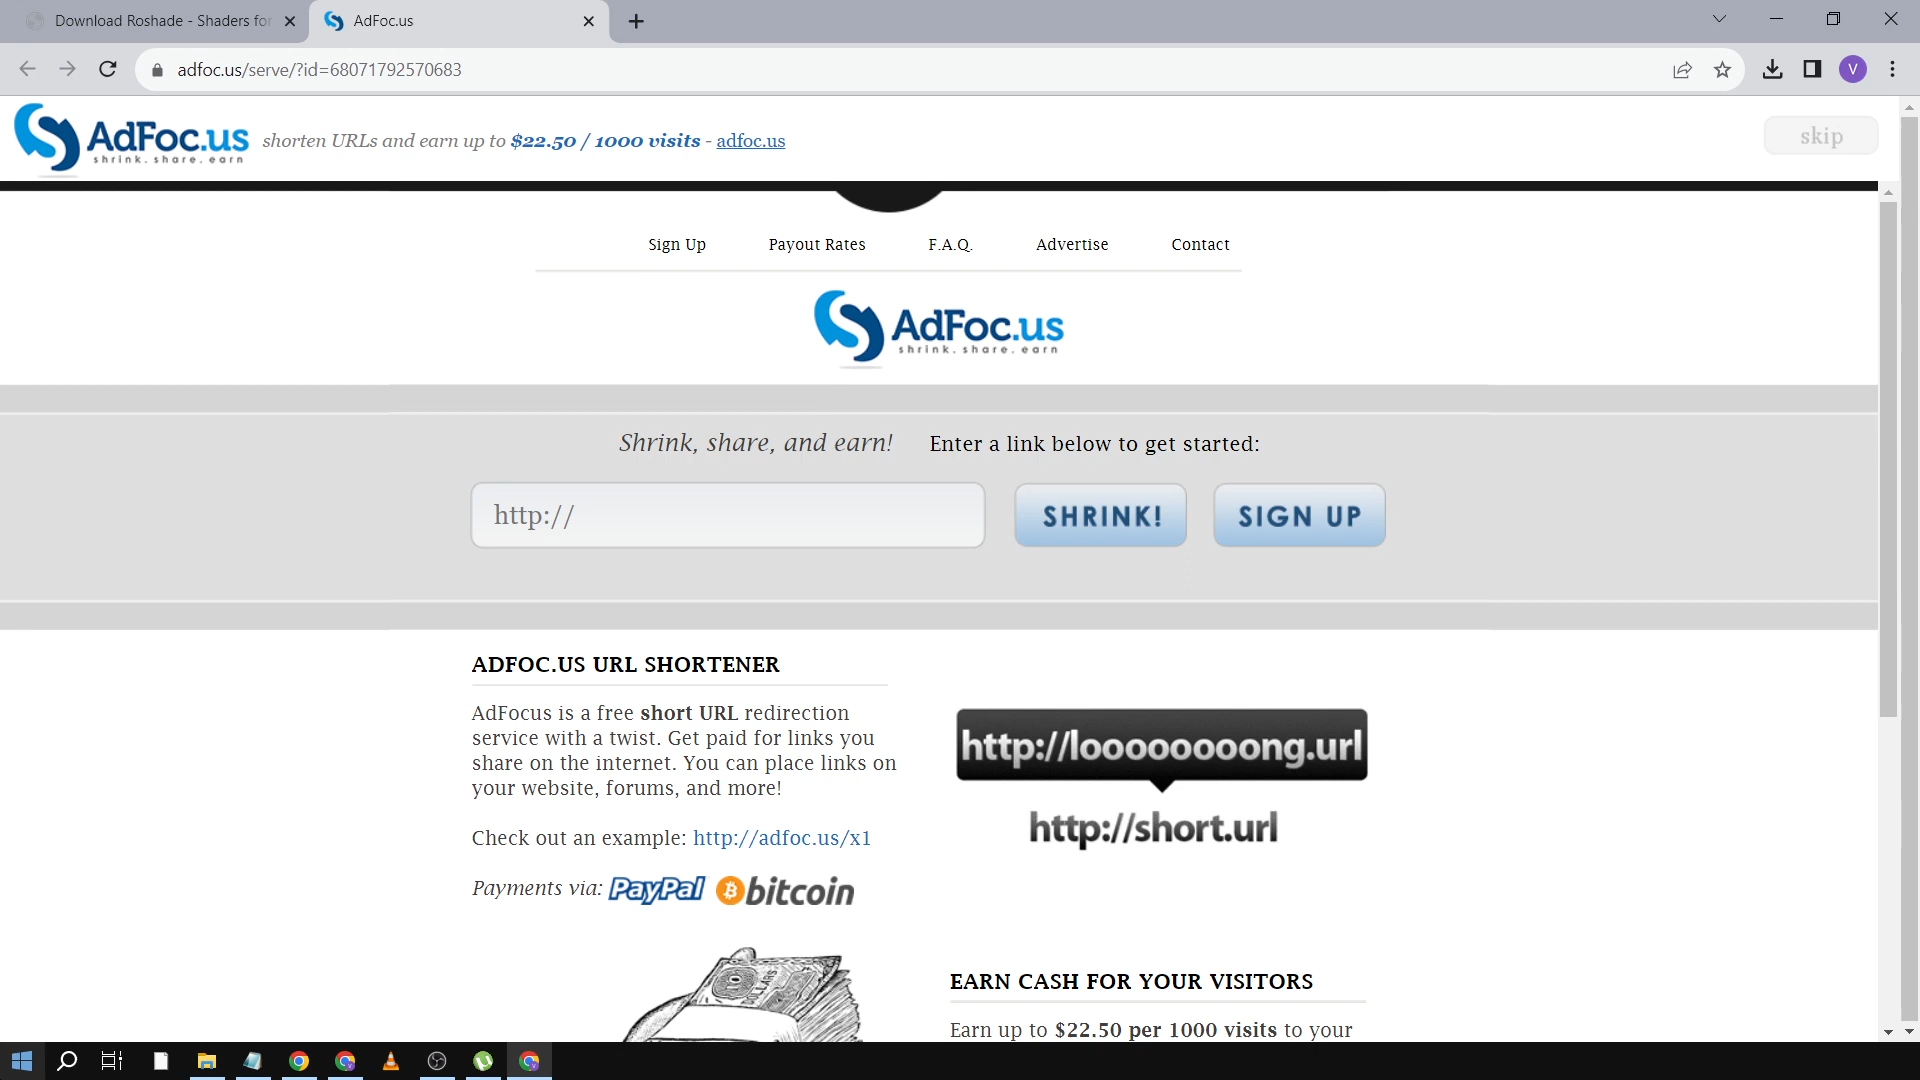 Download Roshade - Shaders for
AdFoc.us
adfoc.us/serve/?id=68071792570683
V
AdFoc.us
shrink. share. earn
shorten URLs and earn up to $22.50 / 1000 visits - adfoc.us
skip
Sign Up
Payout Rates
F.A.Q.
Advertise
Contact
AdFoc.us
shrink. share. earn
Shrink, share, and earn!
Enter a link below to get started:
http://
SHRINK!
SIGN UP
ADFOC.US URL SHORTENER
AdFocus is a free short URL redirection
service with a twist. Get paid for links you
share on the internet. You can place links on
your website, forums, and more!
Check out an example: http://adfoc.us/x1
Payments via: PayPal bitcoin
http://looooooooong.url
http://short.url
EARN CASH FOR YOUR VISITORS
Earn up to $22.50 per 1000 visits to your